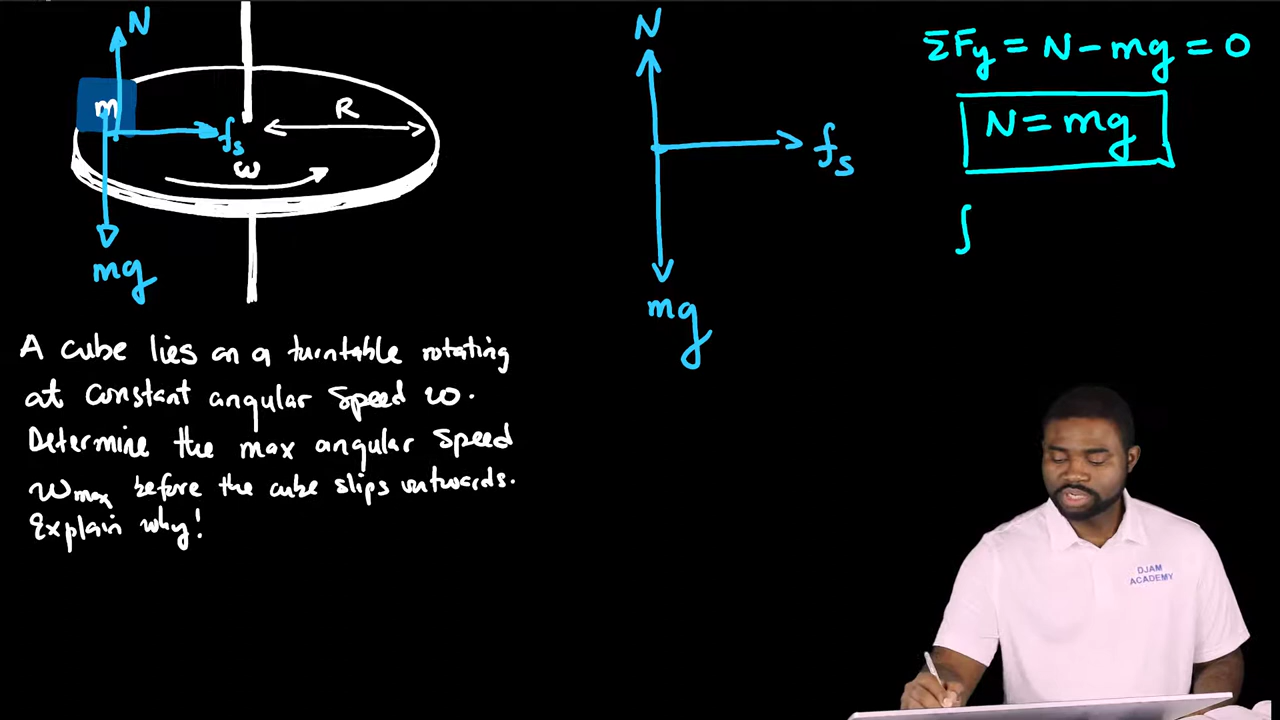 N
m
R
fs
ω
mg
A cube lies on a turntable rotating
at constant angular speed ω.
Determine the max angular speed
ωmax before the cube slips outwards.
Explain why!
N
fs
mg
ΣFy = N - mg = 0
N = mg
∫
DJAM
ACADEMY